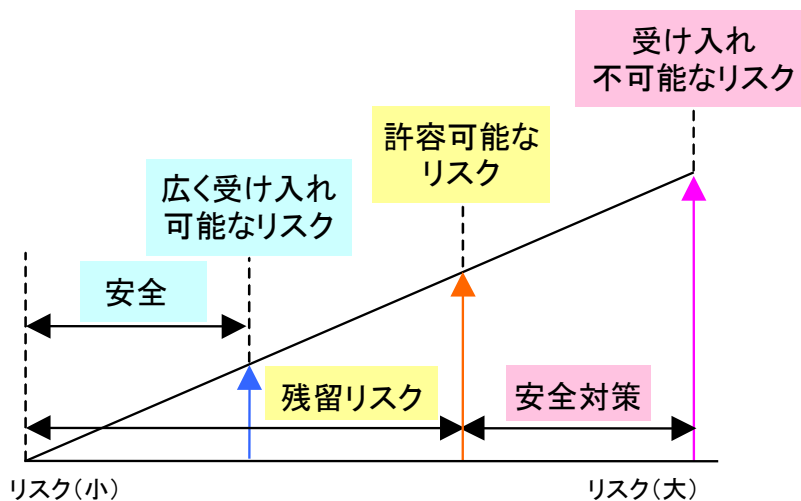 受け入れ
不可能なリスク
許容可能な
リスク
広く受け入れ
可能なリスク
安全
残留リスク
安全対策
リスク(小)
リスク(大)